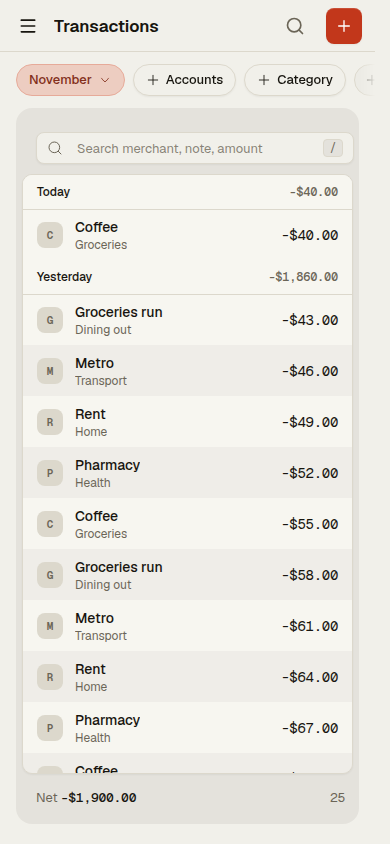 Transactions
November
Accounts
Category
Search merchant, note, amount /
Today -$40.00
C Coffee -$40.00
Groceries
Yesterday -$1,860.00
G Groceries run -$43.00
Dining out
M Metro -$46.00
Transport
R Rent -$49.00
Home
P Pharmacy -$52.00
Health
C Coffee -$55.00
Groceries
G Groceries run -$58.00
Dining out
M Metro -$61.00
Transport
R Rent -$64.00
Home
P Pharmacy -$67.00
Health
Coffee
Net -$1,900.00 25